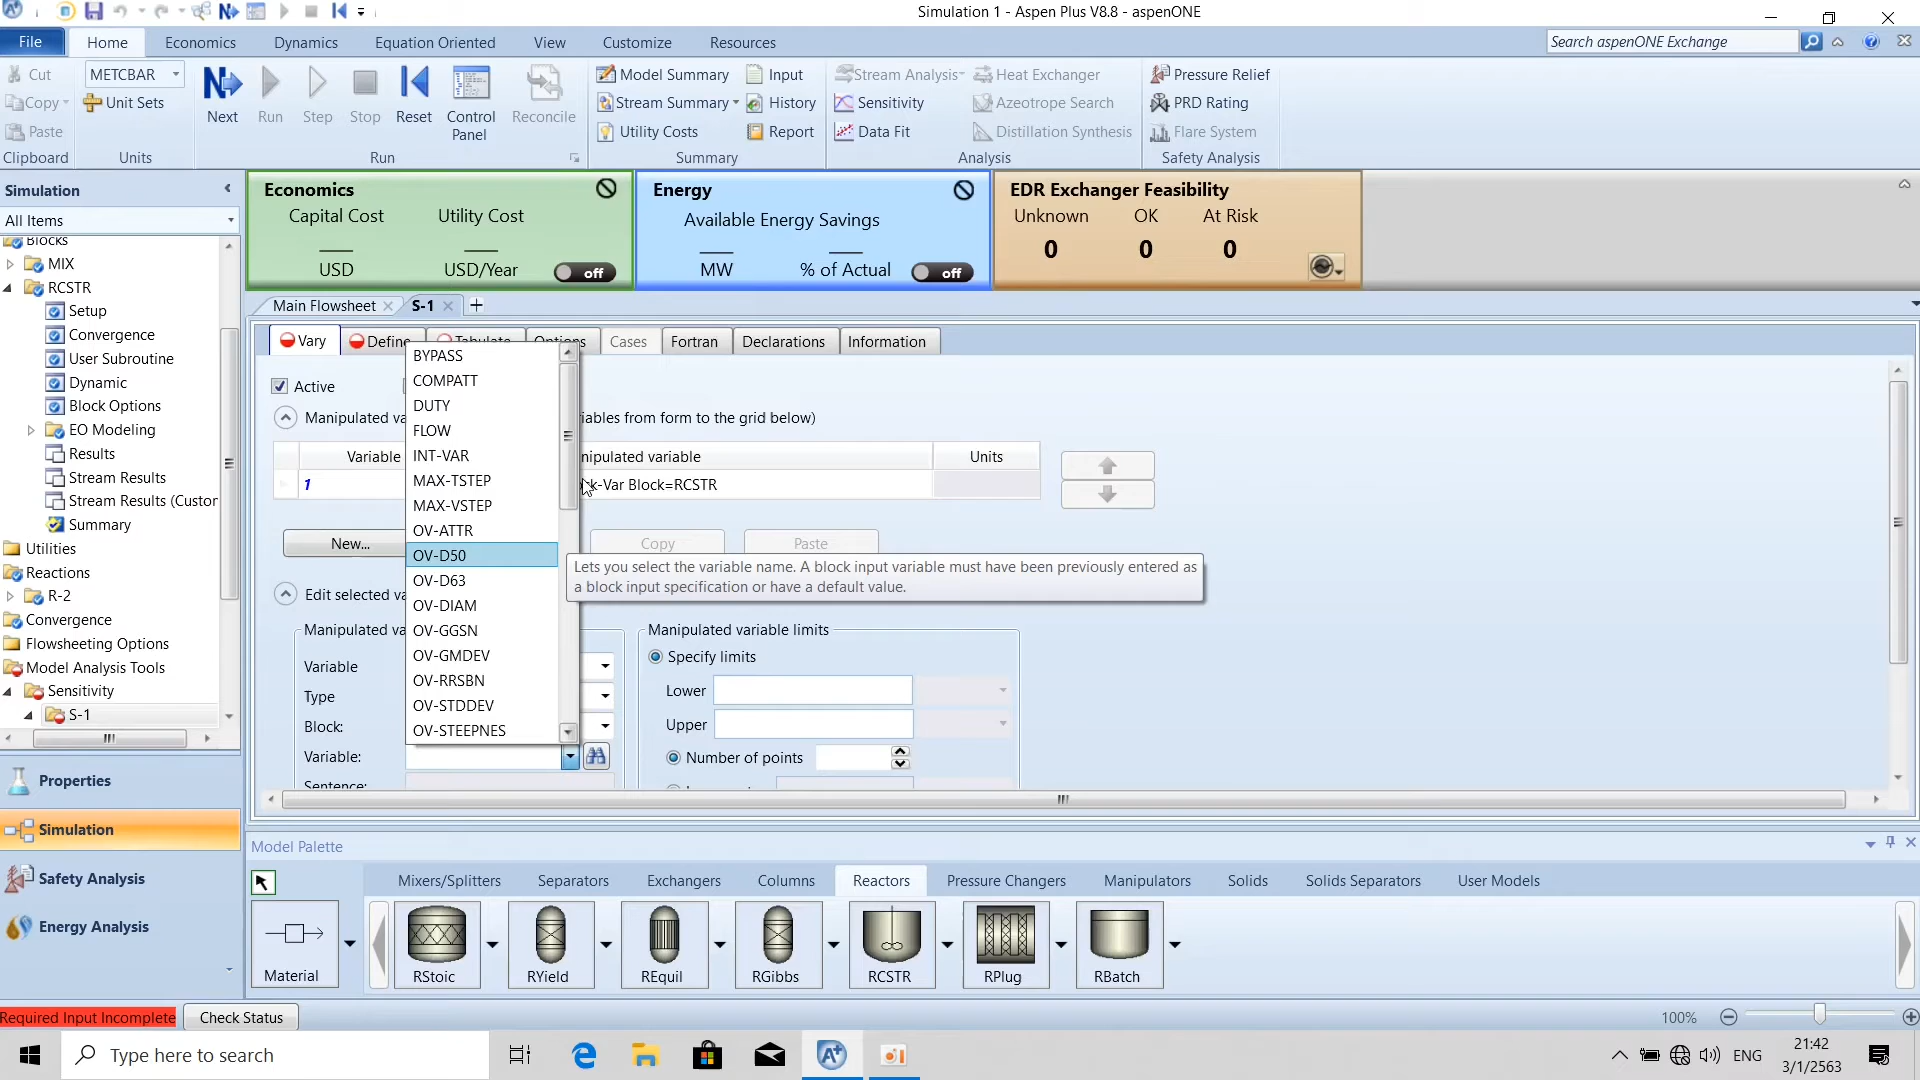 Simulation 1 - Aspen Plus V8.8 - aspenONE
File Home Economics Dynamics Equation Oriented View Customize Resources Search aspenONE Exchange
Cut
Copy
Paste
Clipboard
METCBAR
Unit Sets
Units
Next
Run
Step
Stop
Reset
Control
Panel
Reconcile
Run
Model Summary
Stream Summary
Utility Costs
Input
History
Report
Summary
Stream Analysis
Sensitivity
Data Fit
Heat Exchanger
Azeotrope Search
Distillation Synthesis
Analysis
Pressure Relief
PRD Rating
Flare System
Safety Analysis
Simulation
All Items
Blocks
MIX
RCSTR
Setup
Convergence
User Subroutine
Dynamic
Block Options
EO Modeling
Results
Stream Results
Stream Results (Custor
Summary
Utilities
Reactions
R-2
Convergence
Flowsheeting Options
Model Analysis Tools
Sensitivity
S-1
Properties
Simulation
Safety Analysis
Energy Analysis
Economics
Capital Cost Utility Cost
USD USD/Year off
Energy
Available Energy Savings
MW % of Actual off
EDR Exchanger Feasibility
Unknown OK At Risk
0 0 0
Main Flowsheet S-1
Vary Define Tabulate Options Cases Fortran Declarations Information
Active
Manipulated va
iables from form to the grid below)
Variable
nipulated variable
Units
1
k-Var Block=RCSTR
New...
Copy
Paste
Edit selected va
BYPASS
COMPATT
DUTY
FLOW
INT-VAR
MAX-TSTEP
MAX-VSTEP
OV-ATTR
OV-D50
OV-D63
OV-DIAM
OV-GGSN
OV-GMDEV
OV-RRSBN
OV-STDDEV
OV-STEEPNES
Lets you select the variable name. A block input variable must have been previously entered as
a block input specification or have a default value.
Manipulated va
Variable
Type
Block:
Variable:
Sentence:
Manipulated variable limits
Specify limits
Lower
Upper
Number of points
Model Palette
Mixers/Splitters Separators Exchangers Columns Reactors Pressure Changers Manipulators Solids Solids Separators User Models
Material RStoic RYield REquil RGibbs RCSTR RPlug RBatch
Required Input Incomplete Check Status 100%
Type here to search
ENG
21:42
3/1/2563